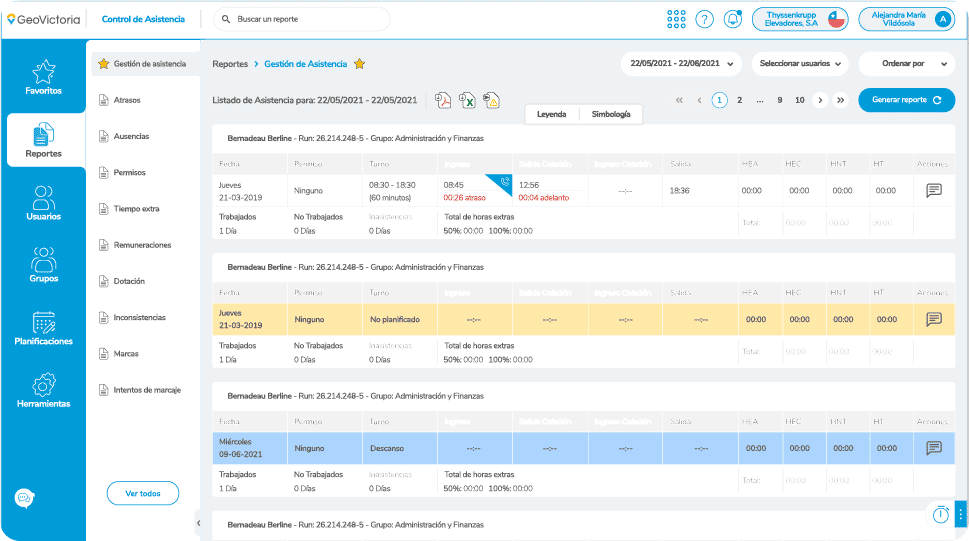 GeoVictoria
Control de Asistencia
Buscar un reporte
Thyssenkrupp
Elevadores, S.A
Alejandra María
Vildósola
A
Favoritos
Reportes
Usuarios
Grupos
Planificaciones
Herramientas
Gestión de asistencia
Atrasos
Ausencias
Permisos
Tiempo extra
Remuneraciones
Dotación
Inconsistencias
Marcas
Intentos de marcaje
Ver todos
Reportes > Gestión de Asistencia
22/05/2021 - 22/06/2021
Seleccionar usuarios
Ordenar por
Listado de Asistencia para: 22/05/2021 - 22/05/2021
« < 1 2 ... 9 10 > »
Generar reporte
Leyenda Simbología
Bernadeau Berline - Run: 26.214.248-5 - Grupo: Administración y Finanzas
Fecha Permiso Turno Ingreso Salida Colación Ingreso Colación Salida HEA HEC HNT HT Acciones
Jueves
21-03-2019
Ninguno
08:30 - 18:30
(60 minutos)
08:45
00:26 atraso
12:56
00:04 adelanto
--:--
18:36
00:00 00:00 00:00 00:00
Trabajados No Trabajados Inasistencias Total de horas extras
1 Día 0 Días 0 Días 50%: 00:00 100%: 00:00
Total: 00:00 00:00 00:00
Bernadeau Berline - Run: 26.214.248-5 - Grupo: Administración y Finanzas
Fecha Permiso Turno Ingreso Salida Colación Ingreso Colación Salida HEA HEC HNT HT Acciones
Jueves
21-03-2019
Ninguno No planificado --:-- --:-- --:-- --:-- 00:00 00:00 00:00 00:00
Trabajados No Trabajados Inasistencias Total de horas extras
1 Día 0 Días 0 Días 50%: 00:00 100%: 00:00
Total: 00:00 00:00 00:00
Bernadeau Berline - Run: 26.214.248-5 - Grupo: Administración y Finanzas
Fecha Permiso Turno Ingreso Salida Colación Ingreso Colación Salida HEA HEC HNT HT Acciones
Miércoles
09-06-2021
Ninguno Descanso --:-- --:-- --:-- --:-- 00:00 00:00 00:00 00:00
Trabajados No Trabajados Inasistencias Total de horas extras
1 Día 0 Días 0 Días 50%: 00:00 100%: 00:00
Total: 00:00 00:00 00:00
Bernadeau Berline - Run: 26.214.248-5 - Grupo: Administración y Finanzas